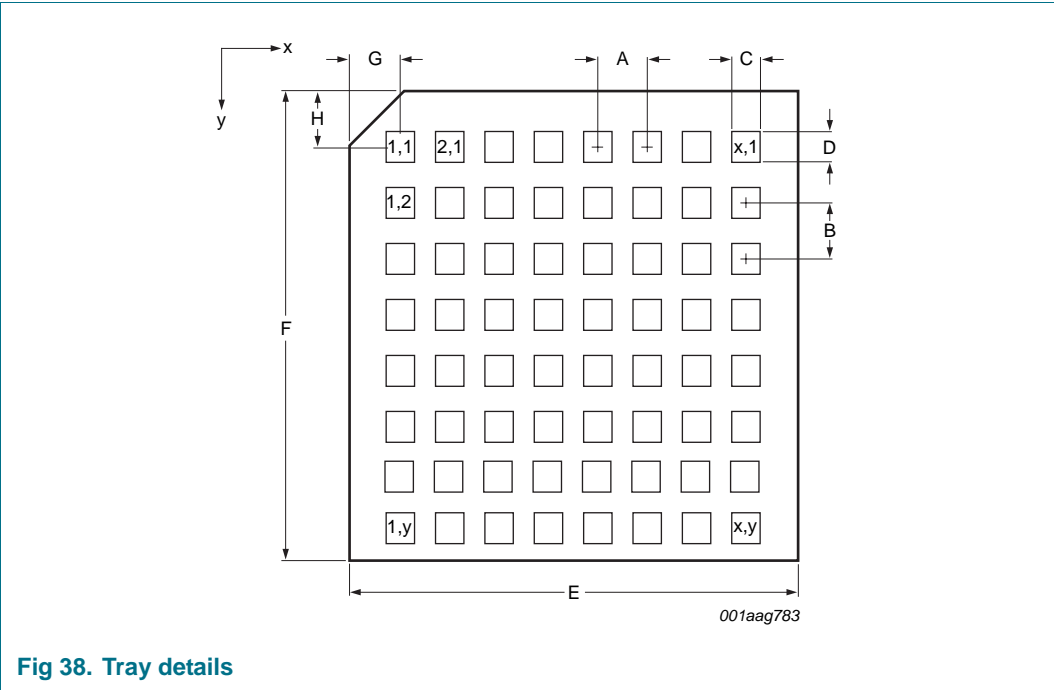 x
G A C
y
H
1,1 2,1 x,1 D
1,2
B
F
1,y x,y
E
001aag783
Fig 38. Tray details